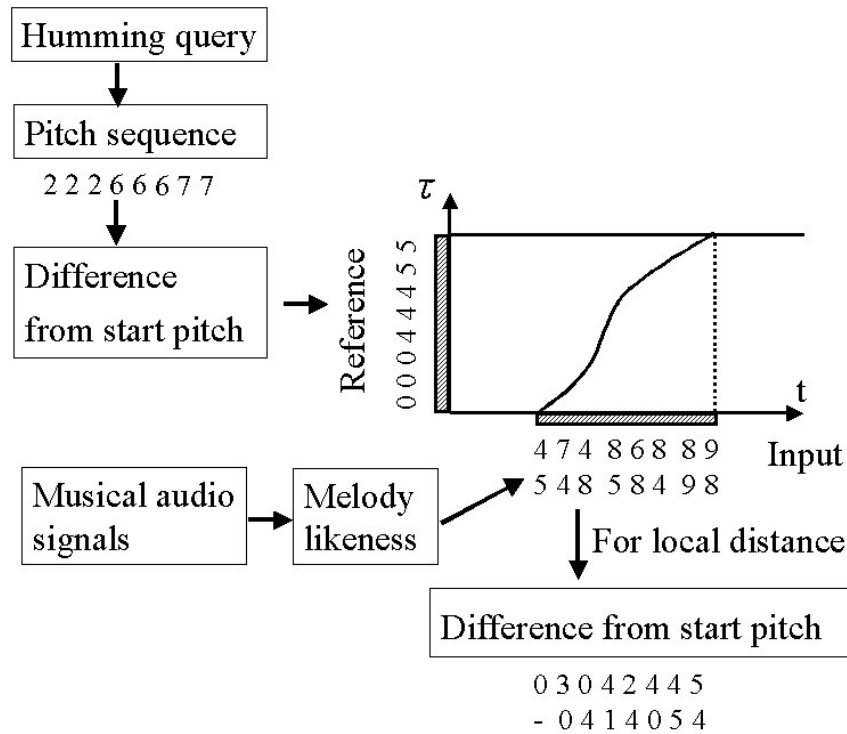 Humming query
Pitch sequence
2 2 2 6 6 6 7 7
Difference
from start pitch
Reference
0 0 0 4 4 4 5 5
τ
t
Input
4 7 4 8 6 8 8 9
5 4 8 5 8 4 9 8
Musical audio
signals
Melody
likeness
For local distance
Difference from start pitch
0 3 0 4 2 4 4 5
- 0 4 1 4 0 5 4